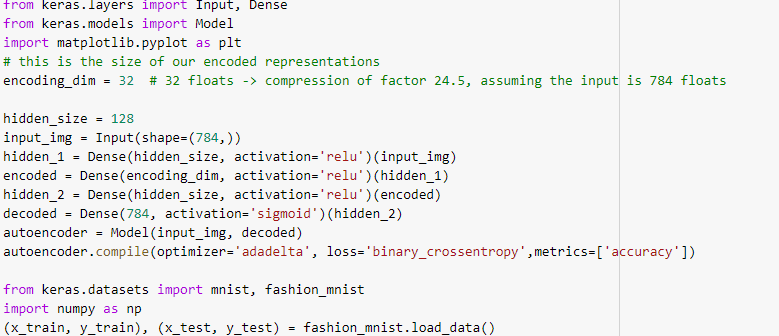 from keras.layers import Input, Dense
from keras.models import Model
import matplotlib.pyplot as plt
# this is the size of our encoded representations
encoding_dim = 32  # 32 floats -> compression of factor 24.5, assuming the input is 784 floats
hidden_size = 128
input_img = Input(shape=(784,))
hidden_1 = Dense(hidden_size, activation='relu')(input_img)
encoded = Dense(encoding_dim, activation='relu')(hidden_1)
hidden_2 = Dense(hidden_size, activation='relu')(encoded)
decoded = Dense(784, activation='sigmoid')(hidden_2)
autoencoder = Model(input_img, decoded)
autoencoder.compile(optimizer='adadelta', loss='binary_crossentropy',metrics=['accuracy'])
from keras.datasets import mnist, fashion_mnist
import numpy as np
(x_train, y_train), (x_test, y_test) = fashion_mnist.load_data()